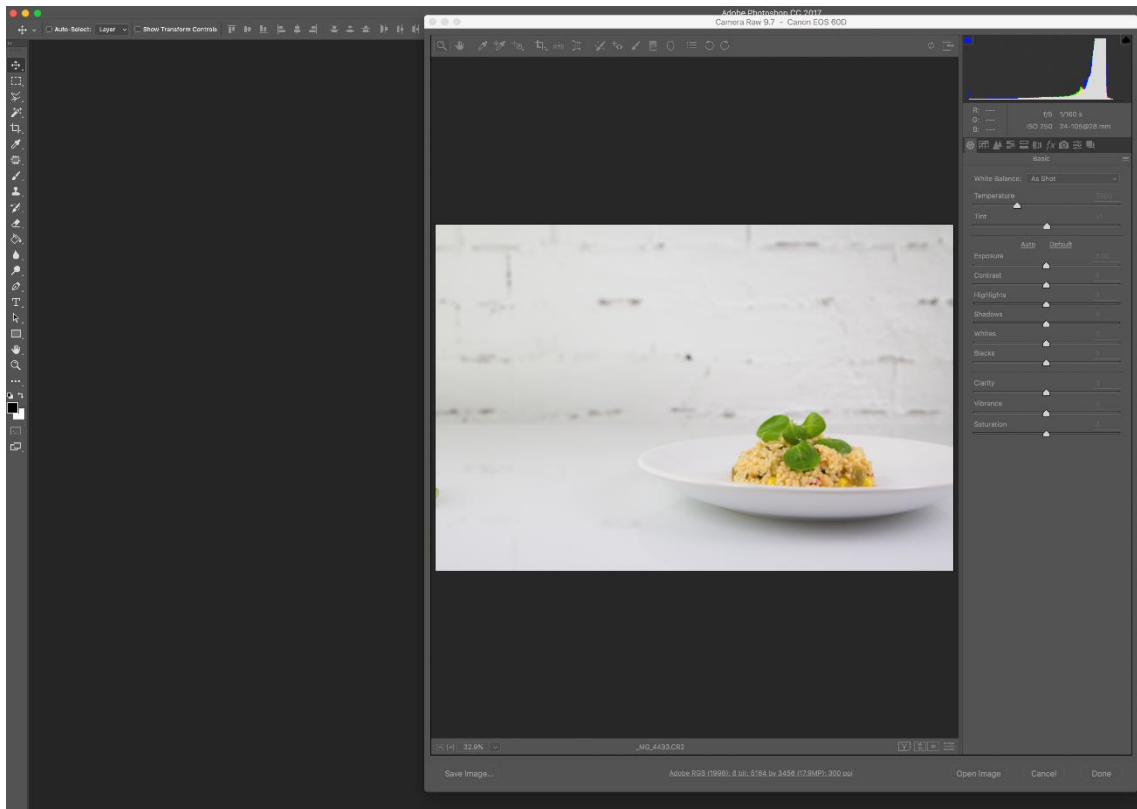 Adobe Photoshop CC 2017
Auto-Select: Layer Show Transform Controls
Camera Raw 9.7 - Canon EOS 60D
R: ---
G: ---
B: ---
f/5 1/160 s
ISO 250 24-105@28 mm
Basic
White Balance: As Shot
Temperature
Tint
Auto Default
Exposure
Contrast
Highlights
Shadows
Whites
Blacks
Clarity
Vibrance
Saturation
32.9%
_MG_4433.CR2
Save Image...
Adobe RGB (1998); 8 bit; 5184 by 3456 (17.9MP); 300 ppi
Open Image Cancel Done